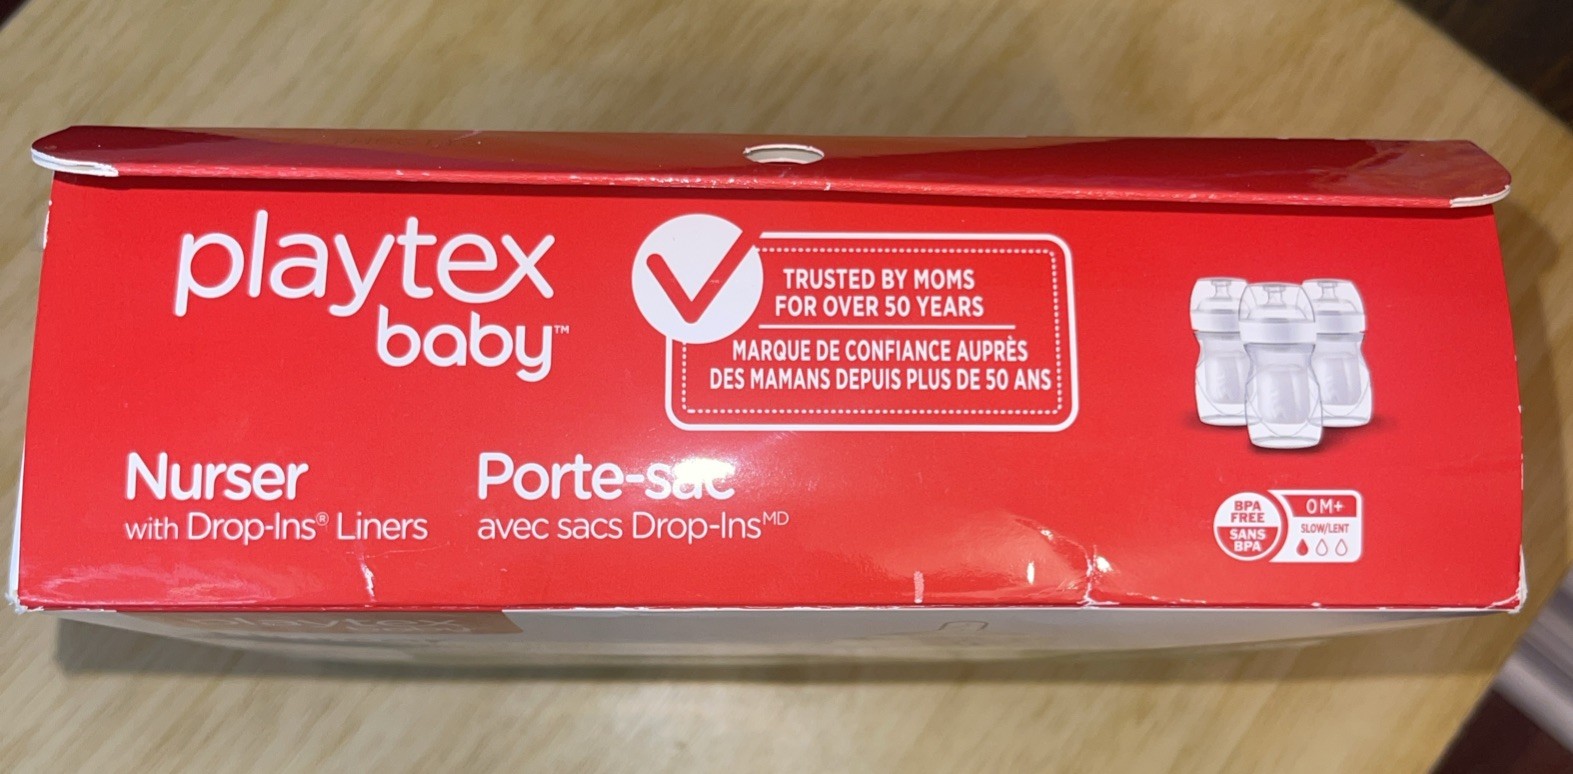 playtex
baby™
TRUSTED BY MOMS
FOR OVER 50 YEARS
MARQUE DE CONFIANCE AUPRÈS
DES MAMANS DEPUIS PLUS DE 50 ANS
Nurser
with Drop-Ins® Liners
Porte-sac
avec sacs Drop-Ins MD
BPA
FREE
SANS
BPA
0M+
SLOW/LENT
playtex